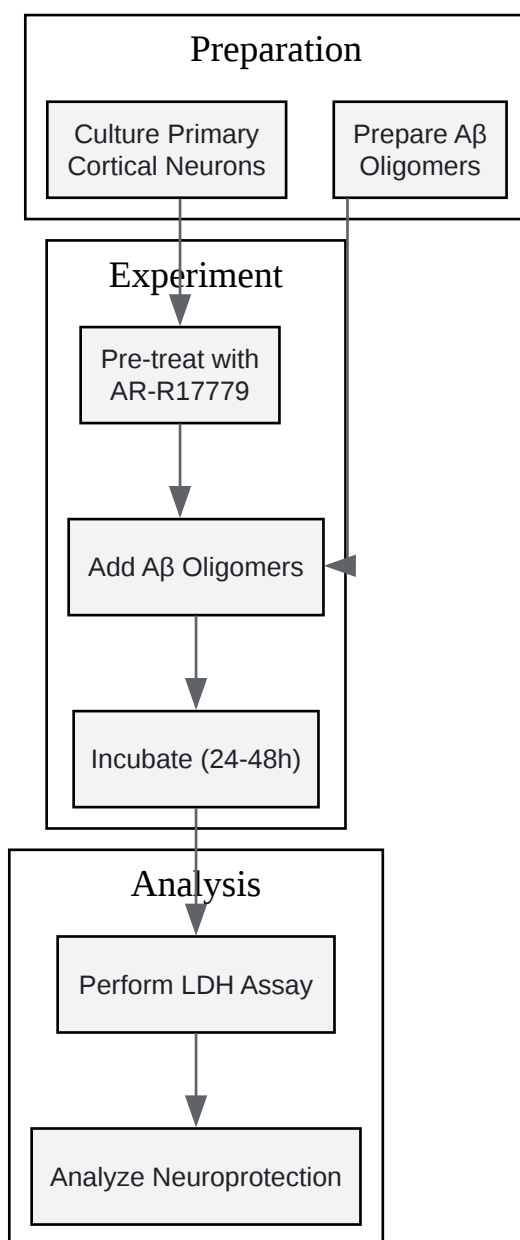 Preparation
Culture Primary
Cortical Neurons
Prepare Aβ
Oligomers
Experiment
Pre-treat with
AR-R17779
Add Aβ Oligomers
Incubate (24-48h)
Analysis
Perform LDH Assay
Analyze Neuroprotection